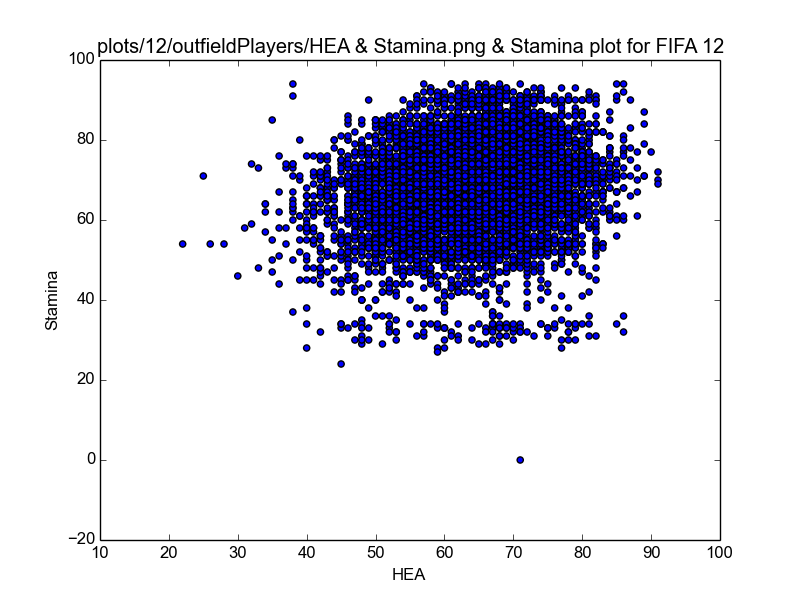 plots/12/outfieldPlayers/HEA & Stamina.png & Stamina plot for FIFA 12
100
80
60
40
20
0
−20
Stamina
10 20 30 40 50 60 70 80 90 100
HEA